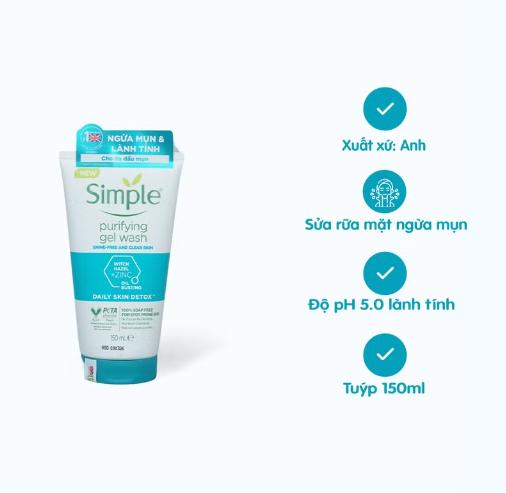 NGỪA MỤN &
LÀNH TÍNH
Cho da dầu mụn
NEW
Simple
purifying
gel wash
SHINE-FREE AND CLEAR SKIN
WITCH
HAZEL
+ZINC
OIL
BUSTING
DAILY SKIN DETOX™
PETA
100% SOAP FREE
150 mL ℮
Xuất xứ: Anh
Sửa rữa mặt ngừa mụn
Độ pH 5.0 lành tính
Tuýp 150ml